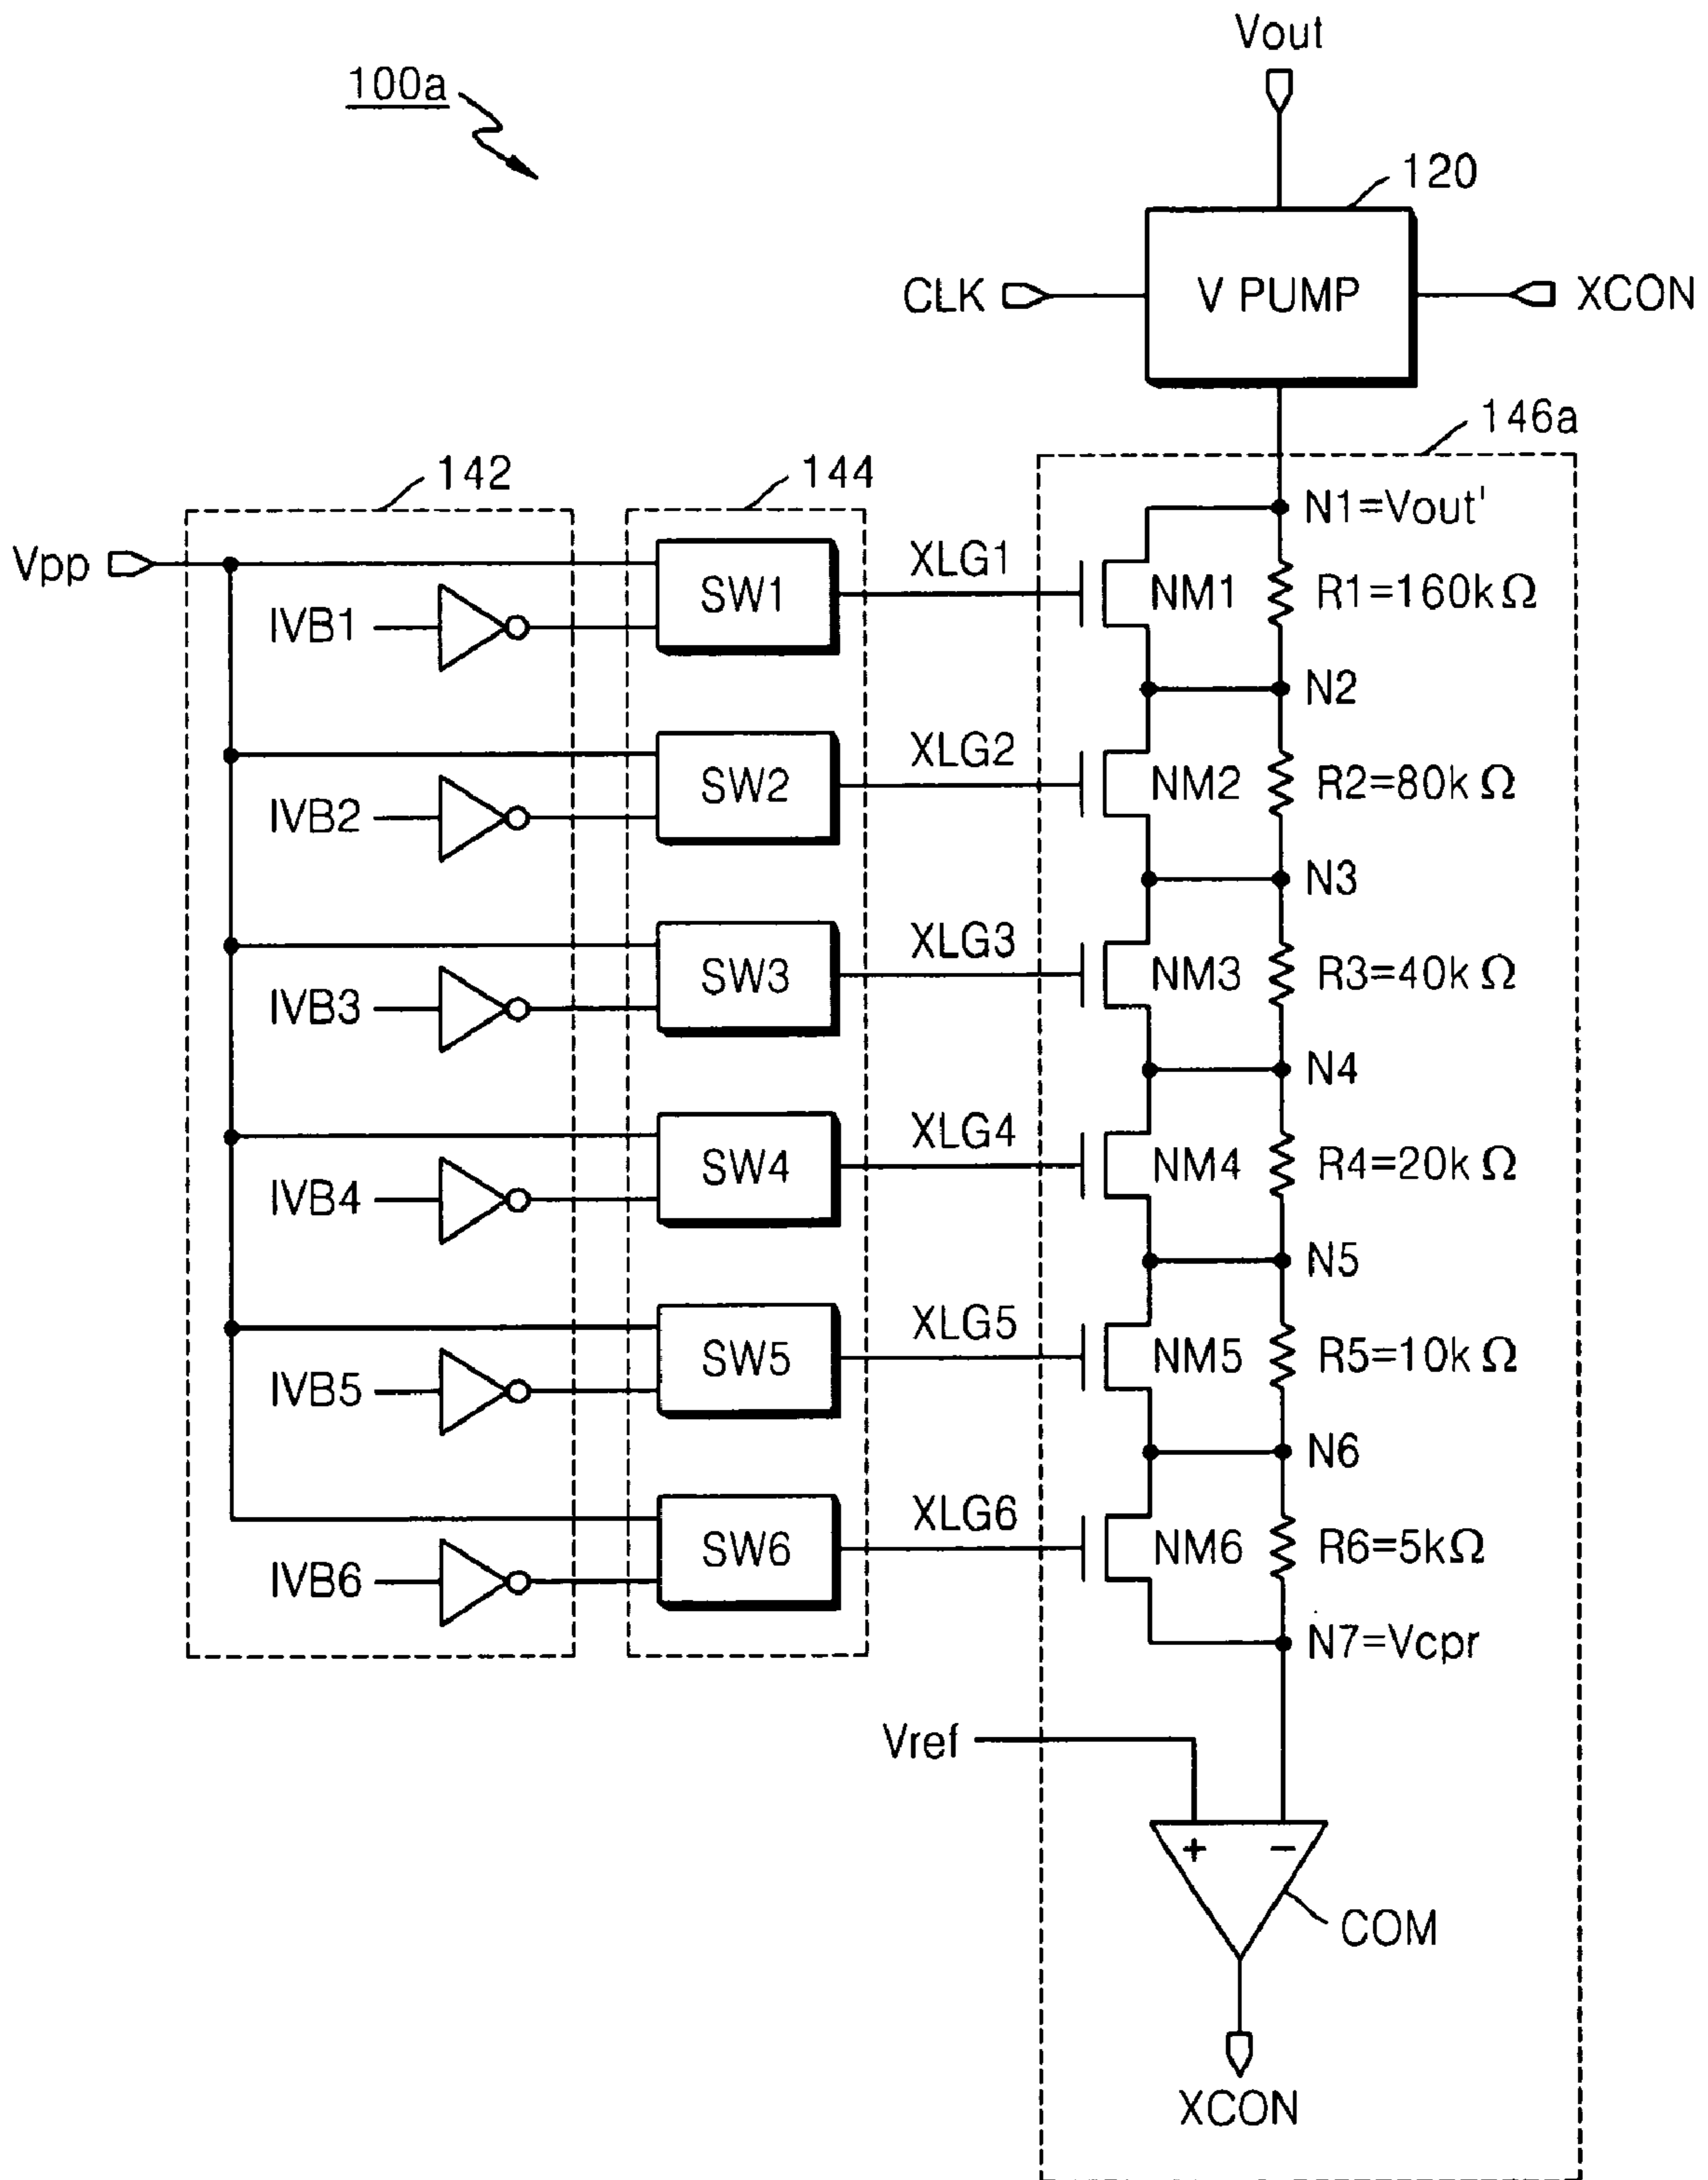 Vout
100a
120
CLK
V PUMP
XCON
146a
142
144
N1=Vout'
Vpp
SW1
XLG1
NM1
R1=160kΩ
IVB1
N2
SW2
XLG2
NM2
R2=80kΩ
IVB2
N3
SW3
XLG3
NM3
R3=40kΩ
IVB3
N4
SW4
XLG4
NM4
R4=20kΩ
IVB4
N5
SW5
XLG5
NM5
R5=10kΩ
IVB5
N6
SW6
XLG6
NM6
R6=5kΩ
IVB6
N7=Vcpr
Vref
+ −
COM
XCON